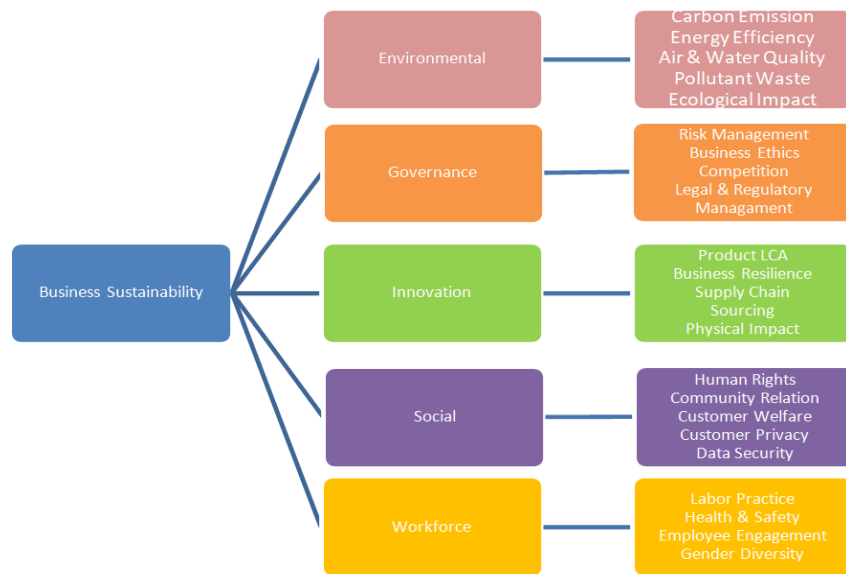 Business Sustainability
Environmental
Carbon Emission
Energy Efficiency
Air & Water Quality
Pollutant Waste
Ecological Impact
Governance
Risk Management
Business Ethics
Competition
Legal & Regulatory
Managament
Innovation
Product LCA
Business Resilience
Supply Chain
Sourcing
Physical Impact
Social
Human Rights
Community Relation
Customer Welfare
Customer Privacy
Data Security
Workforce
Labor Practice
Health & Safety
Employee Engagement
Gender Diversity